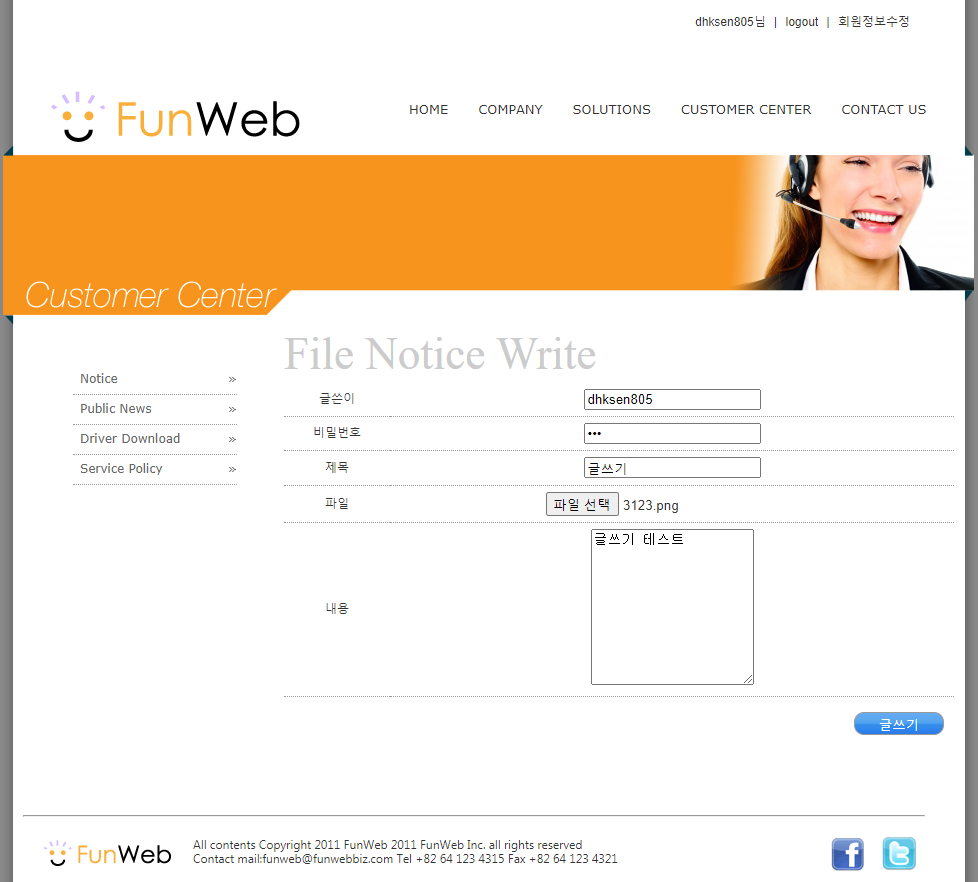 dhksen805님 | logout | 회원정보수정
FunWeb
HOME COMPANY SOLUTIONS CUSTOMER CENTER CONTACT US
Customer Center
File Notice Write
Notice »
Public News »
Driver Download »
Service Policy »
글쓴이 dhksen805
비밀번호 •••
제목 글쓰기
파일 파일 선택 3123.png
내용 글쓰기 테스트
글쓰기
FunWeb
All contents Copyright 2011 FunWeb 2011 FunWeb Inc. all rights reserved
Contact mail:funweb@funwebbiz.com Tel +82 64 123 4315 Fax +82 64 123 4321